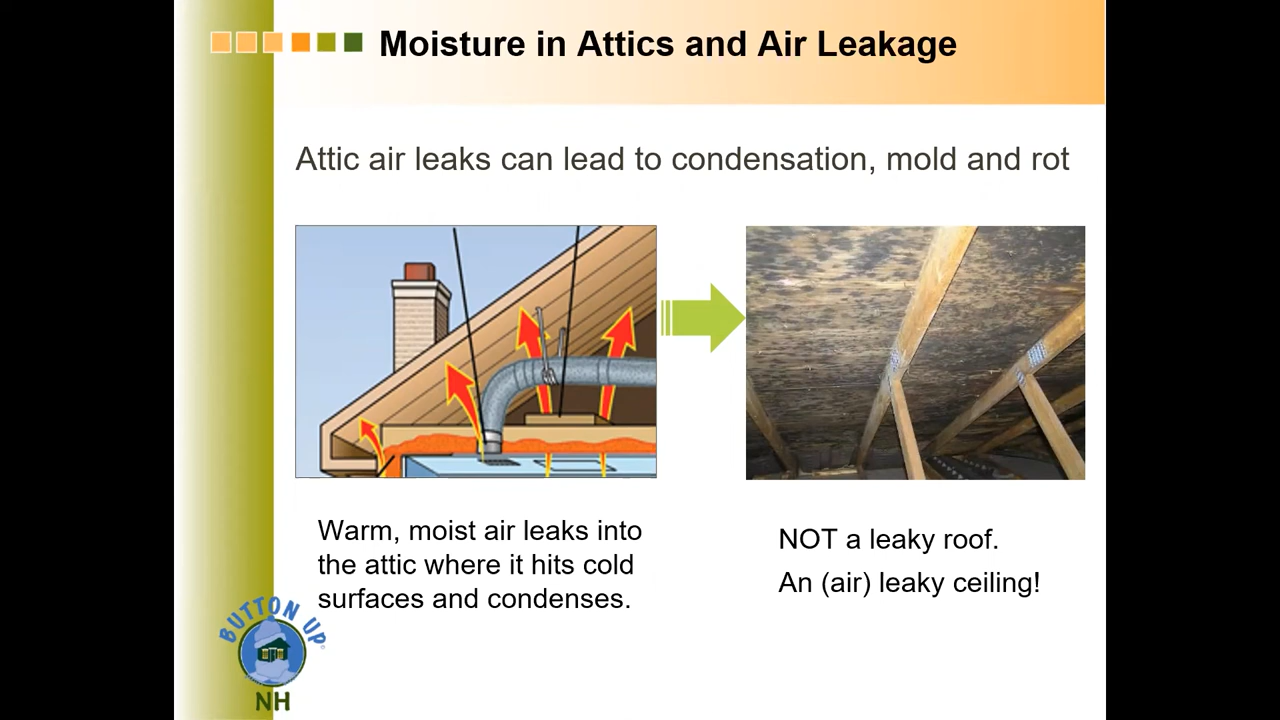 Moisture in Attics and Air Leakage
Attic air leaks can lead to condensation, mold and rot
Warm, moist air leaks into
the attic where it hits cold
surfaces and condenses.
NOT a leaky roof.
An (air) leaky ceiling!
BUTTON UP
NH